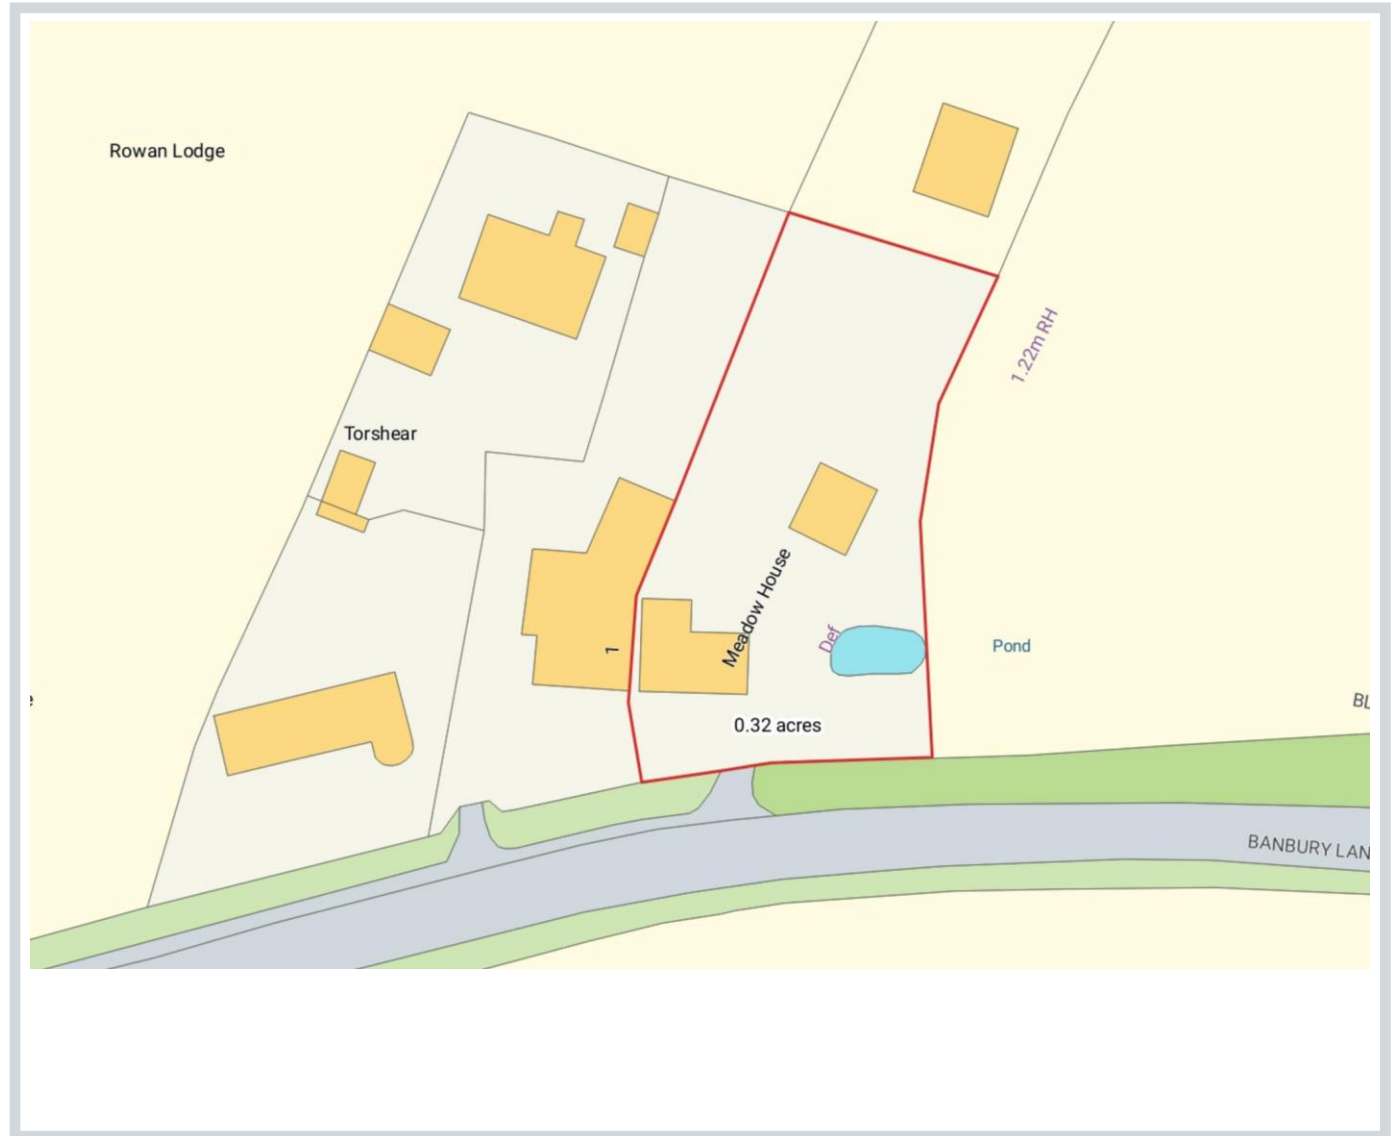 Rowan Lodge
1.22m RH
Torshear
Meadow House
Def
1
Pond
0.32 acres
BANBURY LAN